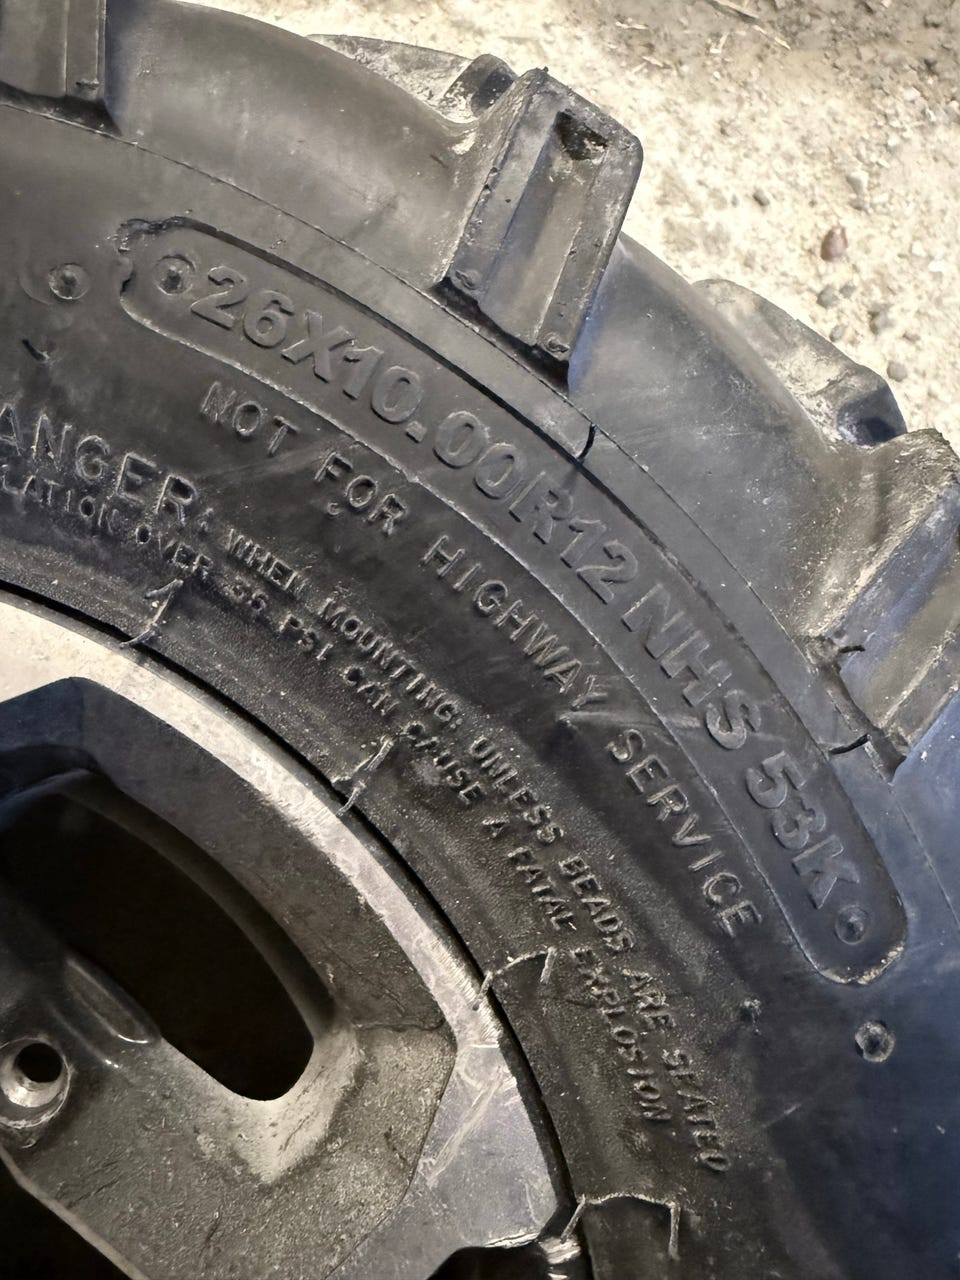 26X10.00R12 NHS 53K
NOT FOR HIGHWAY SERVICE
ANGER: WHEN MOUNTING: UNLESS BEADS ARE SEATED
LATION OVER PSI CAN CAUSE A FATAL EXPLOSION